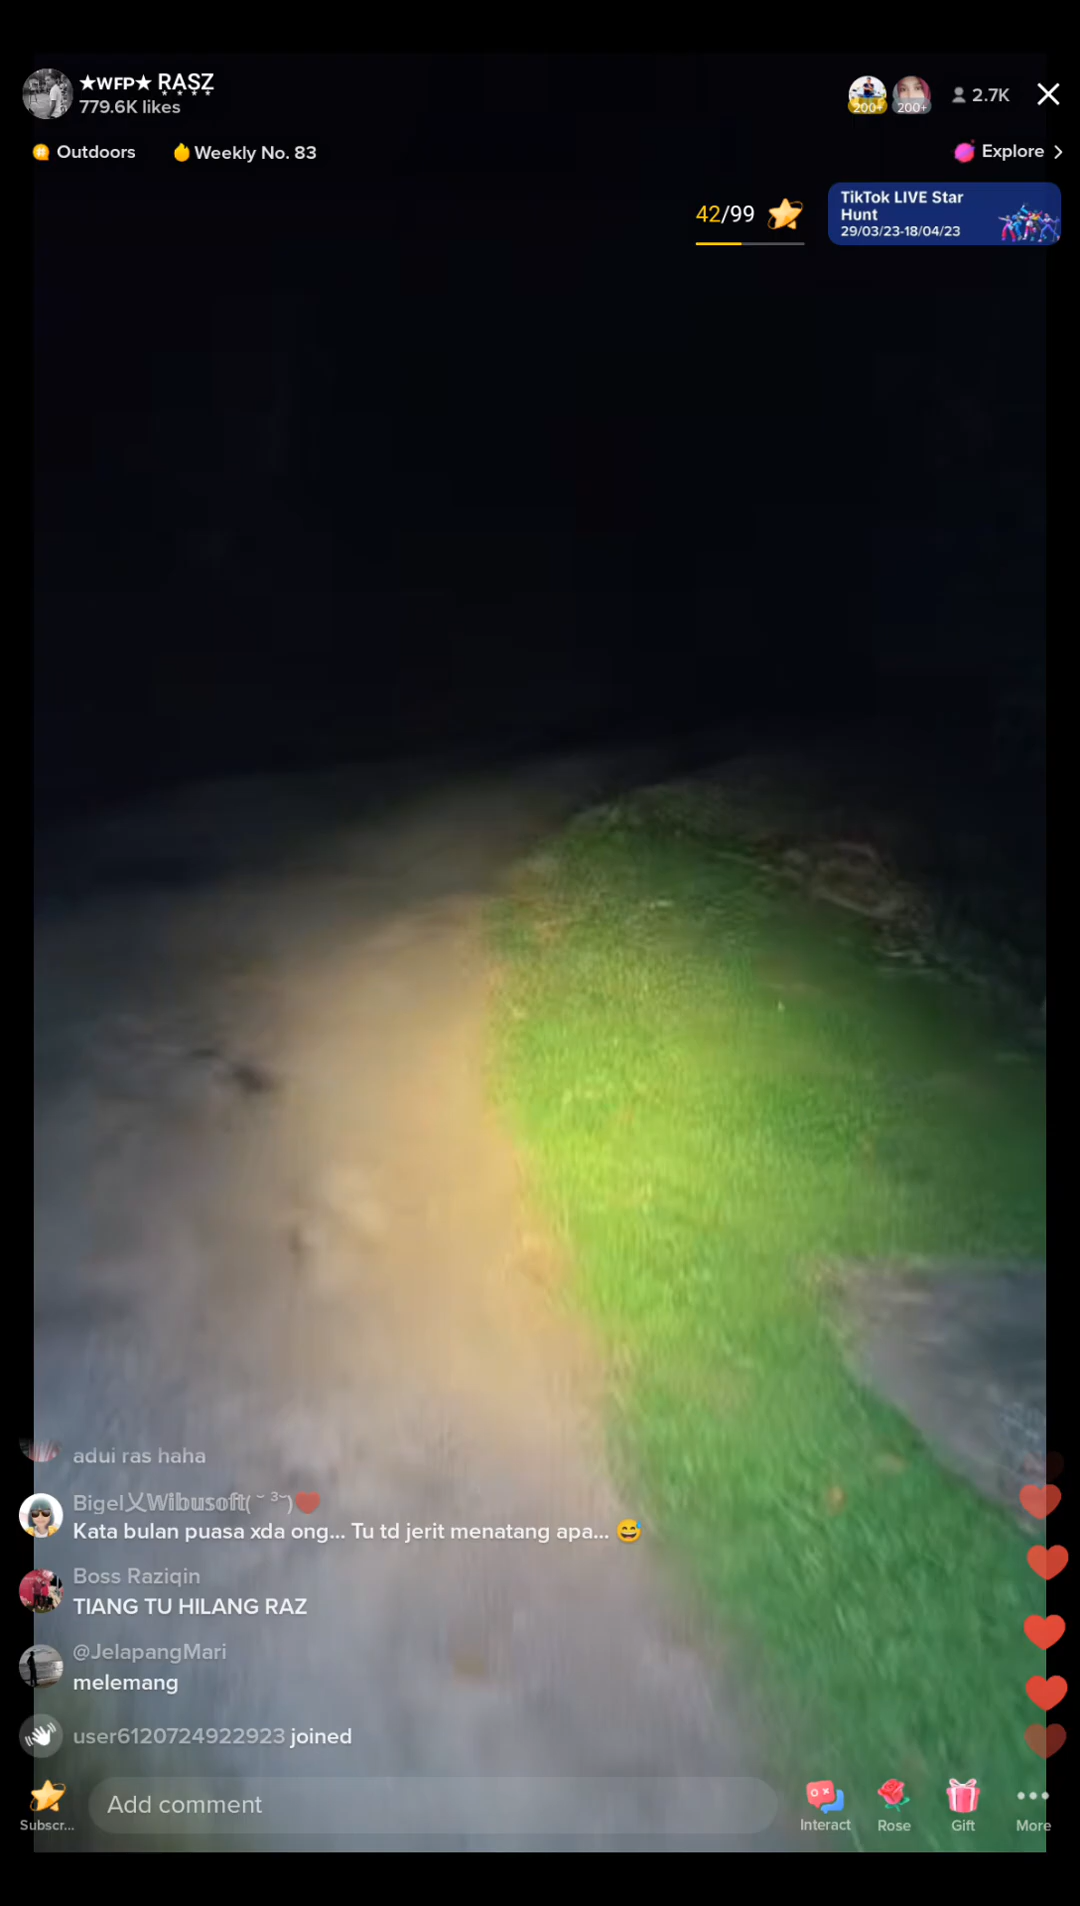 ★ᴡꜰᴘ★ RASZ
779.6K likes
200+
200+
2.7K
Outdoors
Weekly No. 83
Explore
42/99
TikTok LIVE Star
Hunt
29/03/23-18/04/23
adui ras haha
Bigel乂𝕎𝕚𝕓𝕦𝕤𝕠𝕗𝕥(˘ ³˘)♥
Kata bulan puasa xda ong... Tu td jerit menatang apa... 😅
Boss Raziqin
TIANG TU HILANG RAZ
@JelapangMari
melemang
user6120724922923 joined
Add comment
Subscr...
Interact
Rose
Gift
More